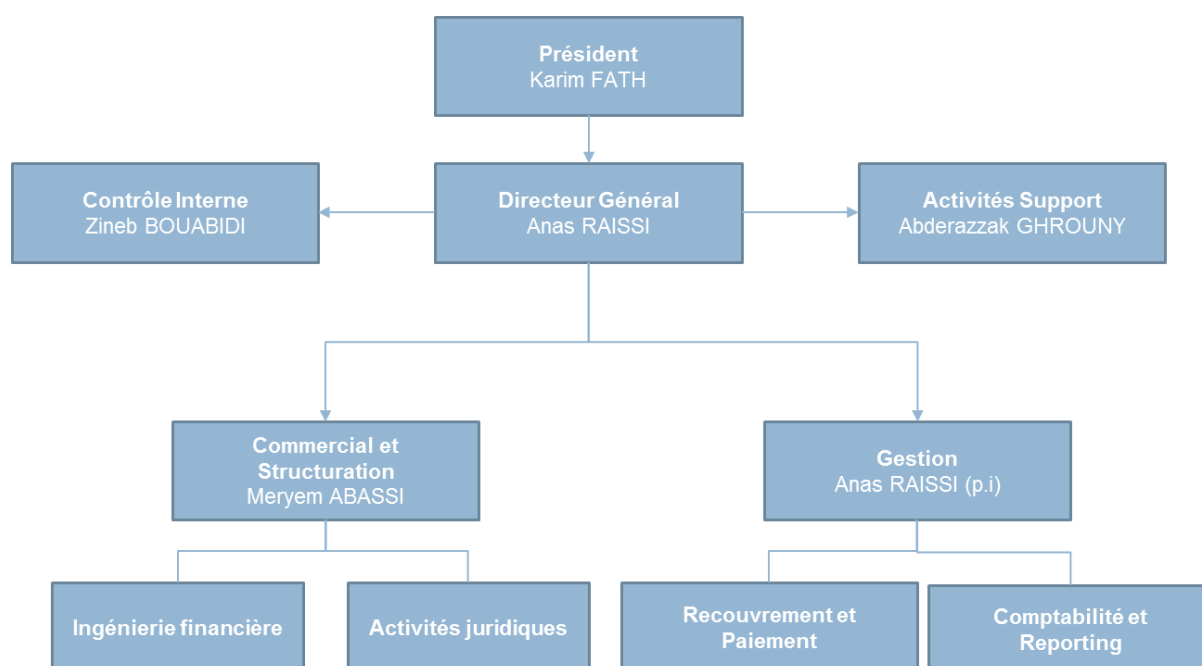 Président
Karim FATH
Contrôle Interne
Zineb BOUABIDI
Directeur Général
Anas RAISSI
Activités Support
Abderazzak GHROUNY
Commercial et
Structuration
Meryem ABASSI
Gestion
Anas RAISSI (p.i)
Ingénierie financière
Activités juridiques
Recouvrement et
Paiement
Comptabilité et
Reporting